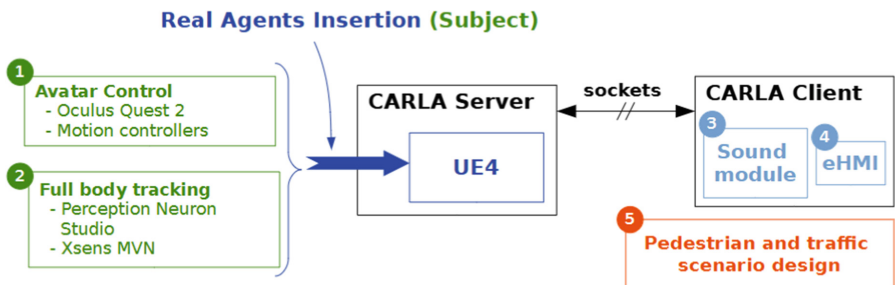 Real Agents Insertion (Subject)
1
Avatar Control
- Oculus Quest 2
- Motion controllers
2
Full body tracking
- Perception Neuron
Studio
- Xsens MVN
CARLA Server
UE4
sockets
CARLA Client
3
Sound
module
4
eHMI
5
Pedestrian and traffic
scenario design